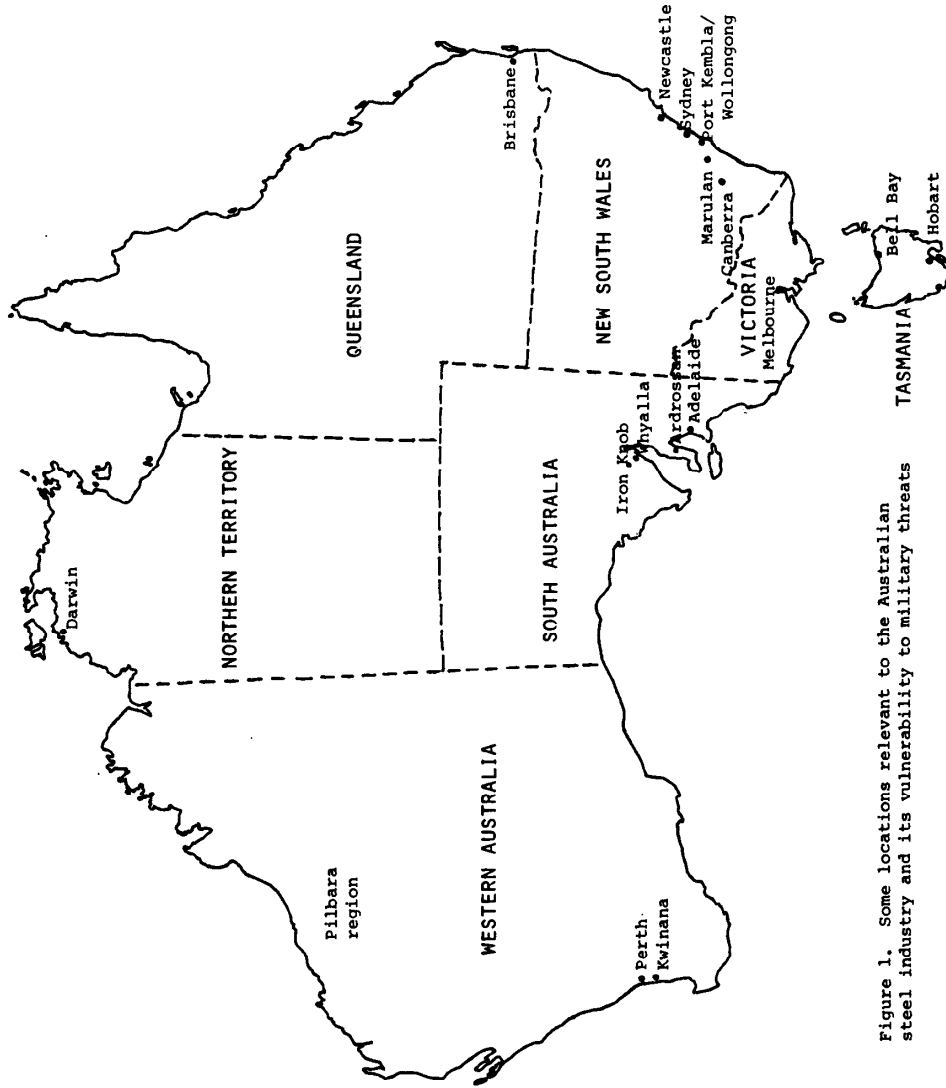 Darwin
NORTHERN TERRITORY
QUEENSLAND
Pilbara
region
WESTERN AUSTRALIA
SOUTH AUSTRALIA
Brisbane
NEW SOUTH WALES
Perth
Kwinana
Iron Knob
Whyalla
Ardrossan
Adelaide
Newcastle
Sydney
Port Kembla/
Wollongong
Marulan
Canberra
VICTORIA
Melbourne
TASMANIA
Bell Bay
Hobart
Figure 1. Some locations relevant to the Australian
steel industry and its vulnerability to military threats